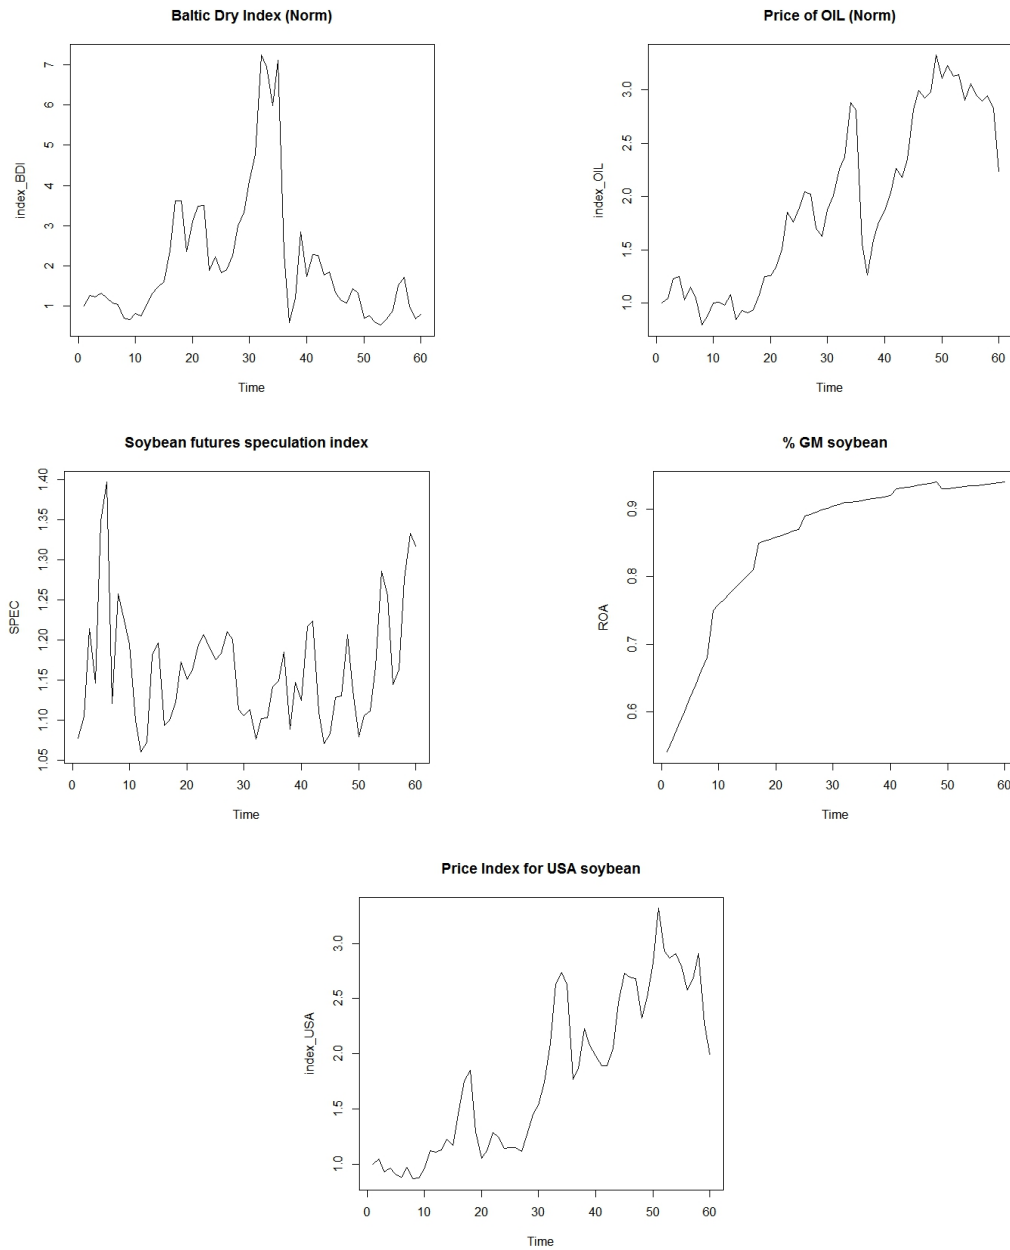 Baltic Dry Index (Norm)
index_BDI
7
6
5
4
3
2
1
0 10 20 30 40 50 60
Time
Price of OIL (Norm)
index_OIL
3.0
2.5
2.0
1.5
1.0
0 10 20 30 40 50 60
Time
Soybean futures speculation index
SPEC
1.40
1.35
1.30
1.25
1.20
1.15
1.10
1.05
0 10 20 30 40 50 60
Time
% GM soybean
ROA
0.9
0.8
0.7
0.6
0 10 20 30 40 50 60
Time
Price Index for USA soybean
index_USA
3.0
2.5
2.0
1.5
1.0
0 10 20 30 40 50 60
Time